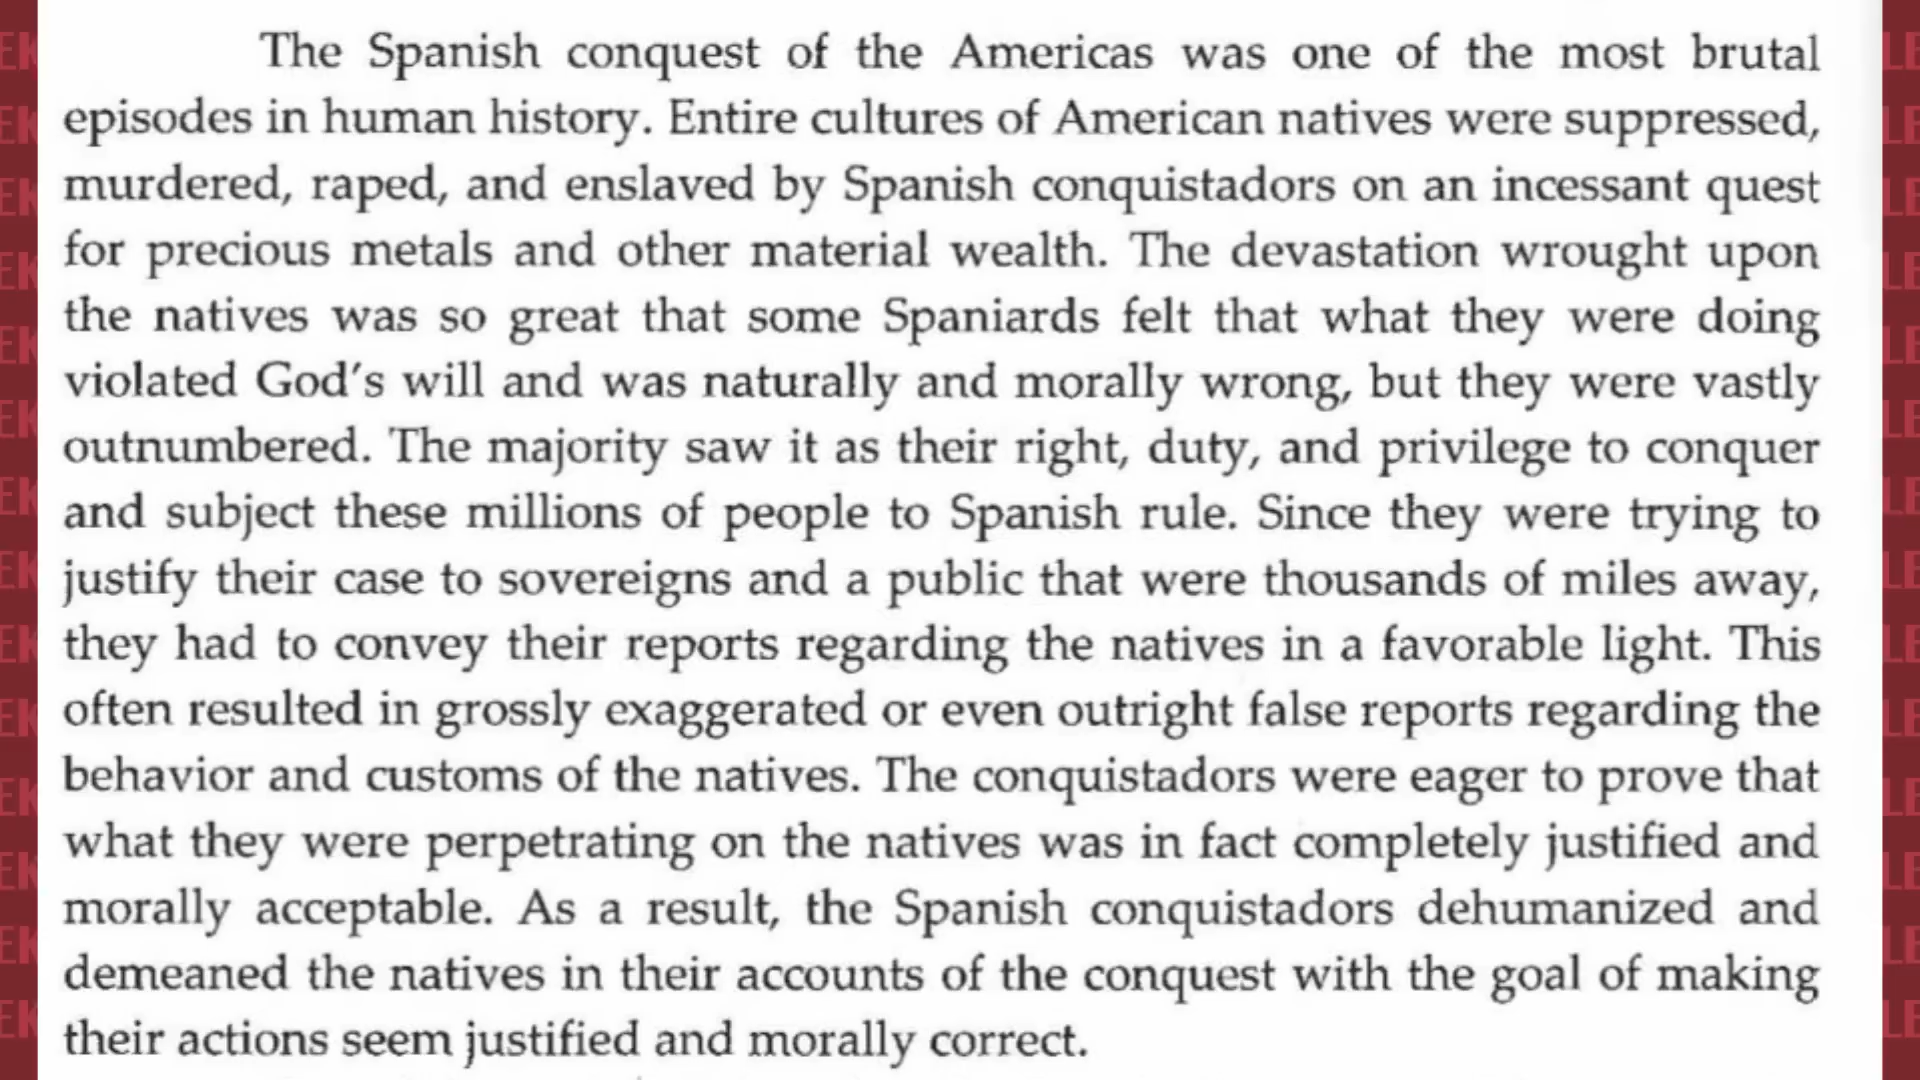 The Spanish conquest of the Americas was one of the most brutal
episodes in human history. Entire cultures of American natives were suppressed,
murdered, raped, and enslaved by Spanish conquistadors on an incessant quest
for precious metals and other material wealth. The devastation wrought upon
the natives was so great that some Spaniards felt that what they were doing
violated God's will and was naturally and morally wrong, but they were vastly
outnumbered. The majority saw it as their right, duty, and privilege to conquer
and subject these millions of people to Spanish rule. Since they were trying to
justify their case to sovereigns and a public that were thousands of miles away,
they had to convey their reports regarding the natives in a favorable light. This
often resulted in grossly exaggerated or even outright false reports regarding the
behavior and customs of the natives. The conquistadors were eager to prove that
what they were perpetrating on the natives was in fact completely justified and
morally acceptable. As a result, the Spanish conquistadors dehumanized and
demeaned the natives in their accounts of the conquest with the goal of making
their actions seem justified and morally correct.